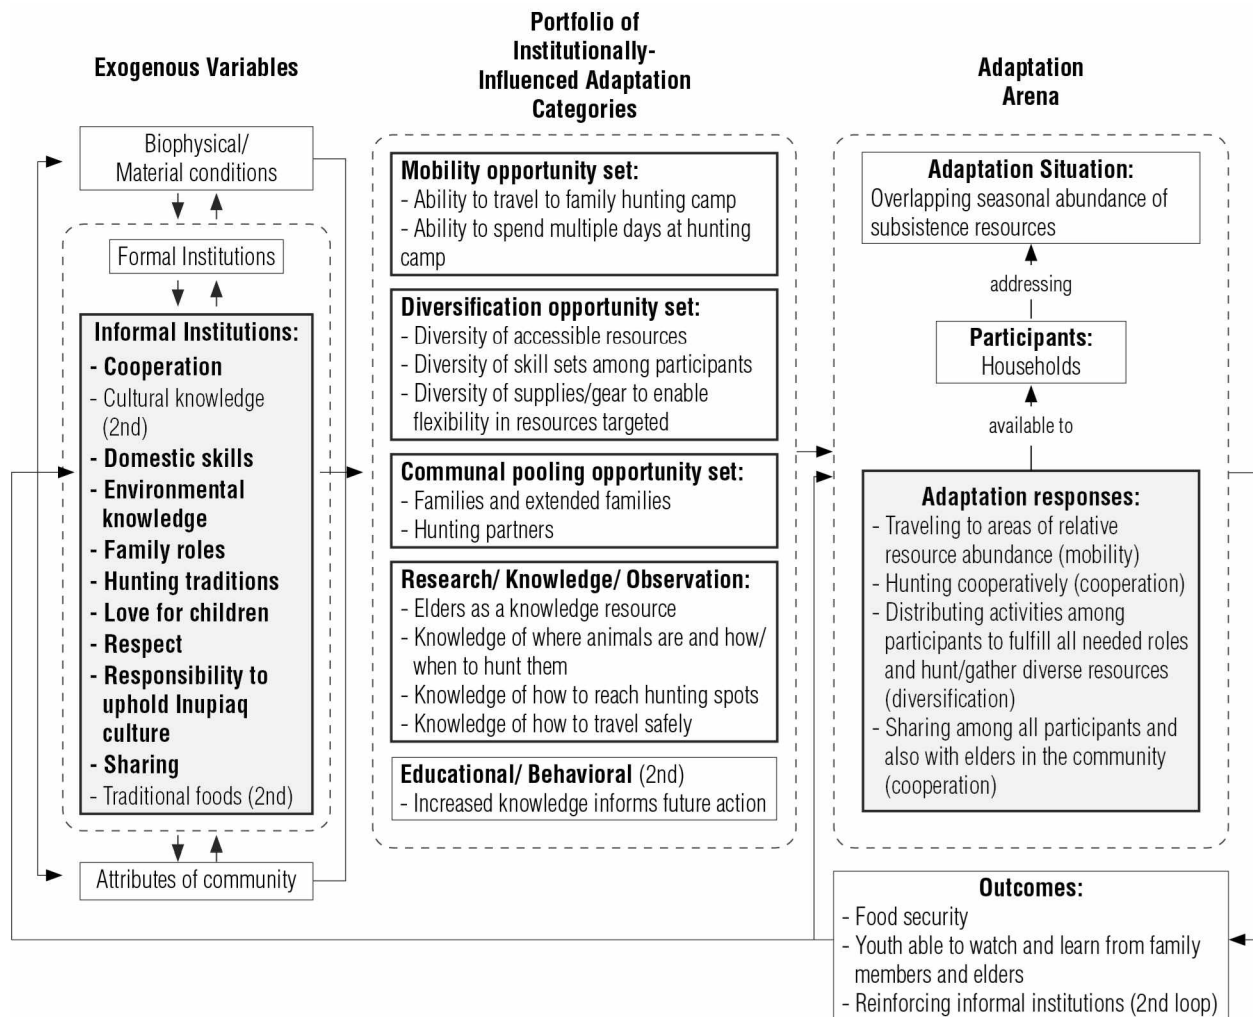 Exogenous Variables
Biophysical/
Material conditions
Formal Institutions
Informal Institutions:
- Cooperation
- Cultural knowledge
(2nd)
- Domestic skills
- Environmental
knowledge
- Family roles
- Hunting traditions
- Love for children
- Respect
- Responsibility to
uphold Inupiaq
culture
- Sharing
- Traditional foods (2nd)
Attributes of community
Portfolio of
Institutionally-
Influenced Adaptation
Categories
Mobility opportunity set:
- Ability to travel to family hunting camp
- Ability to spend multiple days at hunting
camp
Diversification opportunity set:
- Diversity of accessible resources
- Diversity of skill sets among participants
- Diversity of supplies/gear to enable
flexibility in resources targeted
Communal pooling opportunity set:
- Families and extended families
- Hunting partners
Research/ Knowledge/ Observation:
- Elders as a knowledge resource
- Knowledge of where animals are and how/
when to hunt them
- Knowledge of how to reach hunting spots
- Knowledge of how to travel safely
Educational/ Behavioral (2nd)
- Increased knowledge informs future action
Adaptation
Arena
Adaptation Situation:
Overlapping seasonal abundance of
subsistence resources
addressing
Participants:
Households
available to
Adaptation responses:
- Traveling to areas of relative
resource abundance (mobility)
- Hunting cooperatively (cooperation)
- Distributing activities among
participants to fulfill all needed roles
and hunt/gather diverse resources
(diversification)
- Sharing among all participants and
also with elders in the community
(cooperation)
Outcomes:
- Food security
- Youth able to watch and learn from family
members and elders
- Reinforcing informal institutions (2nd loop)